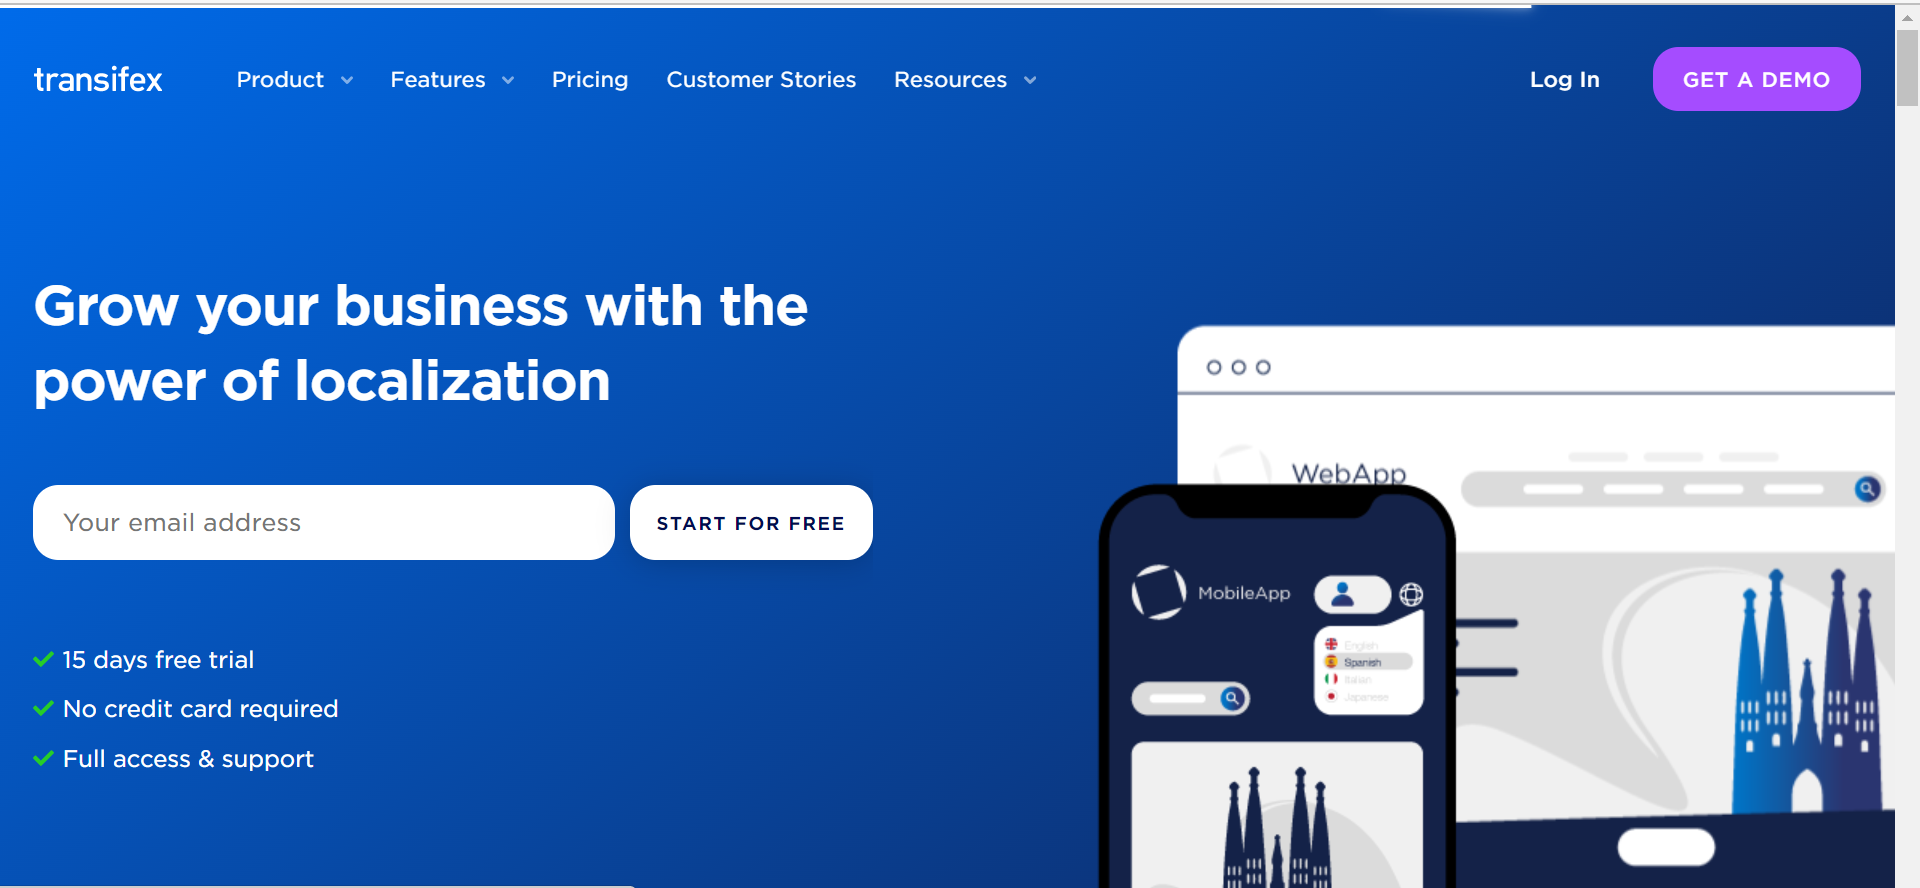 transifex
Product
Features
Pricing
Customer Stories
Resources
Log In
GET A DEMO
Grow your business with the
power of localization
Your email address
START FOR FREE
15 days free trial
No credit card required
Full access & support
WebApp
MobileApp
English
Spanish
Italian
Japanese